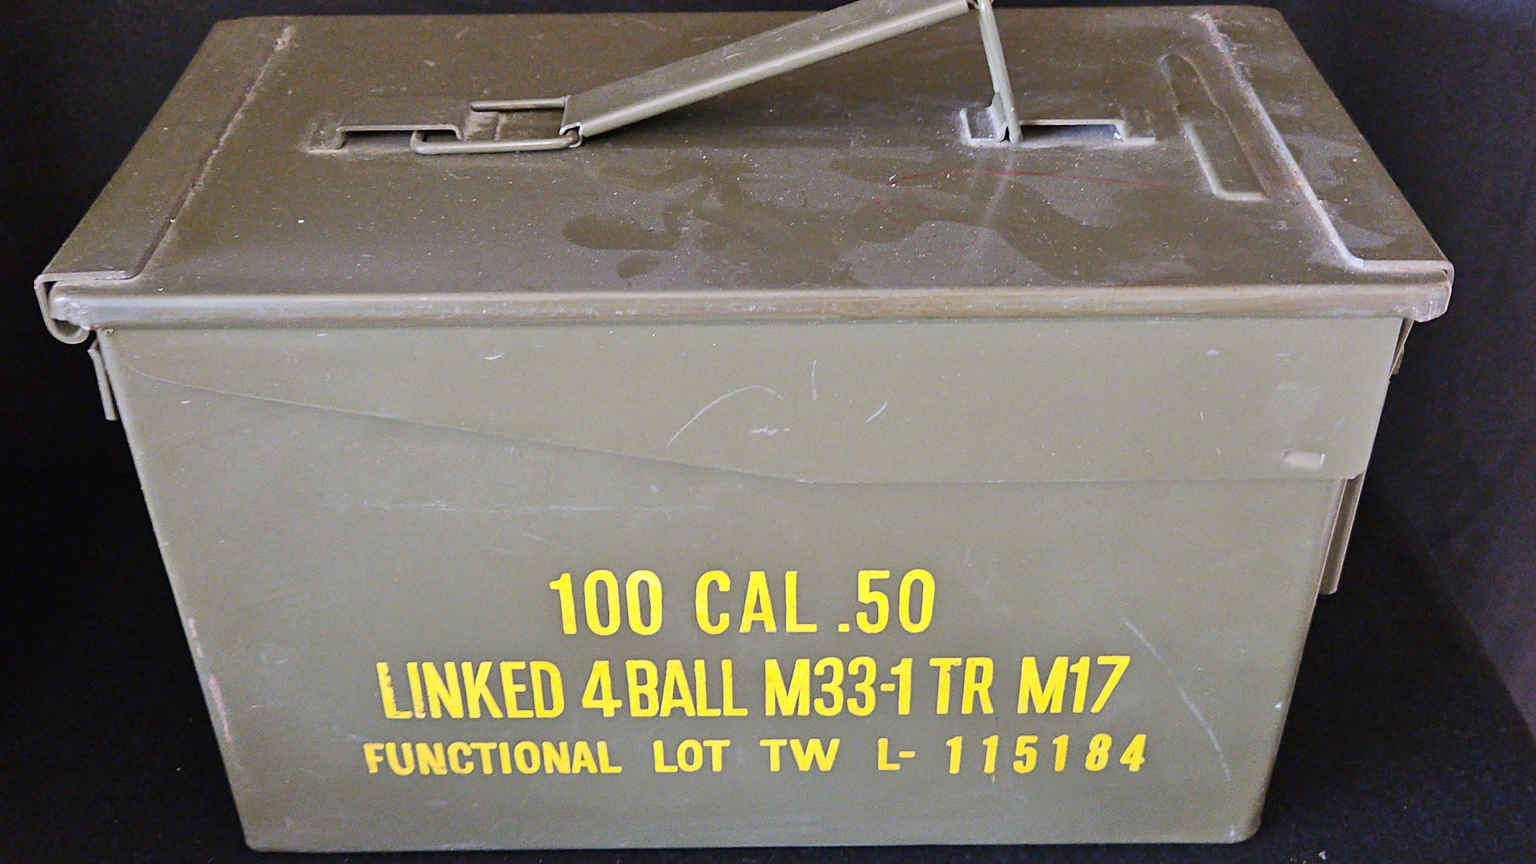 100 CAL .50
LINKED 4 BALL M33-1 TR M17
FUNCTIONAL LOT TW L- 115184